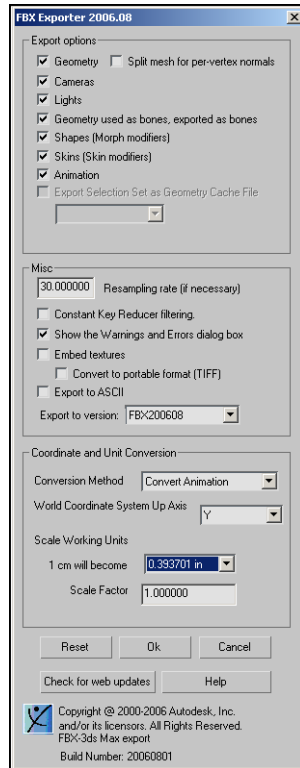 FBX Exporter 2006.08
Export options
Geometry Split mesh for per-vertex normals
Cameras
Lights
Geometry used as bones, exported as bones
Shapes (Morph modifiers)
Skins (Skin modifiers)
Animation
Export Selection Set as Geometry Cache File
Misc
30.000000 Resampling rate (if necessary)
Constant Key Reducer filtering.
Show the Warnings and Errors dialog box
Embed textures
Convert to portable format (TIFF)
Export to ASCII
Export to version: FBX200608
Coordinate and Unit Conversion
Conversion Method Convert Animation
World Coordinate System Up Axis Y
Scale Working Units
1 cm will become 0.393701 in
Scale Factor 1.000000
Reset Ok Cancel
Check for web updates Help
Copyright @ 2000-2006 Autodesk, Inc.
and/or its licensors. All Rights Reserved.
FBX-3ds Max export
Build Number: 20060801